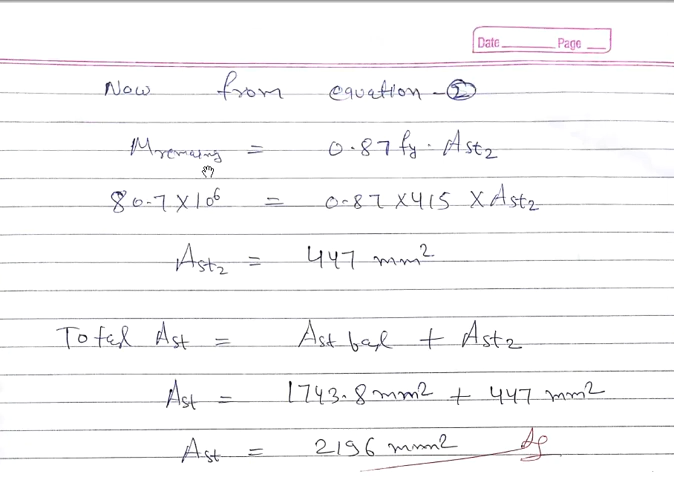 Date Page
Now from equation - ②
Mremaing = 0.87 fy . Ast2
80.7 X 10⁶ = 0.87 X 415 X Ast2
Ast2 = 447 mm²
Total Ast = Ast bal + Ast2
Ast = 1743.8 mm² + 447 mm²
Ast = 2196 mm²